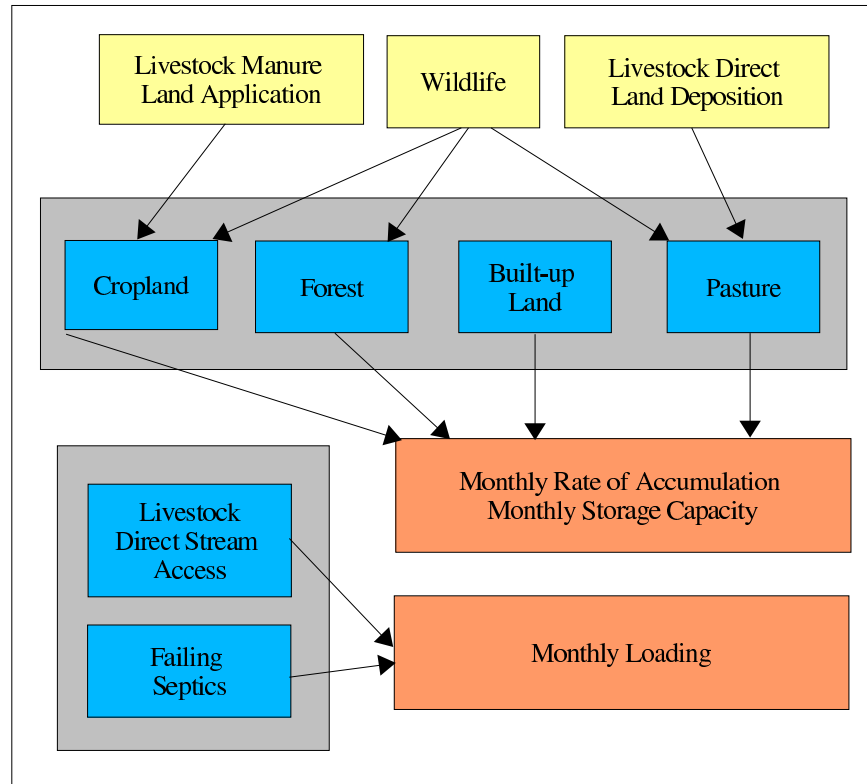 Livestock Manure
Land Application
Wildlife
Livestock Direct
Land Deposition
Cropland
Forest
Built-up
Land
Pasture
Monthly Rate of Accumulation
Monthly Storage Capacity
Livestock
Direct Stream
Access
Failing
Septics
Monthly Loading